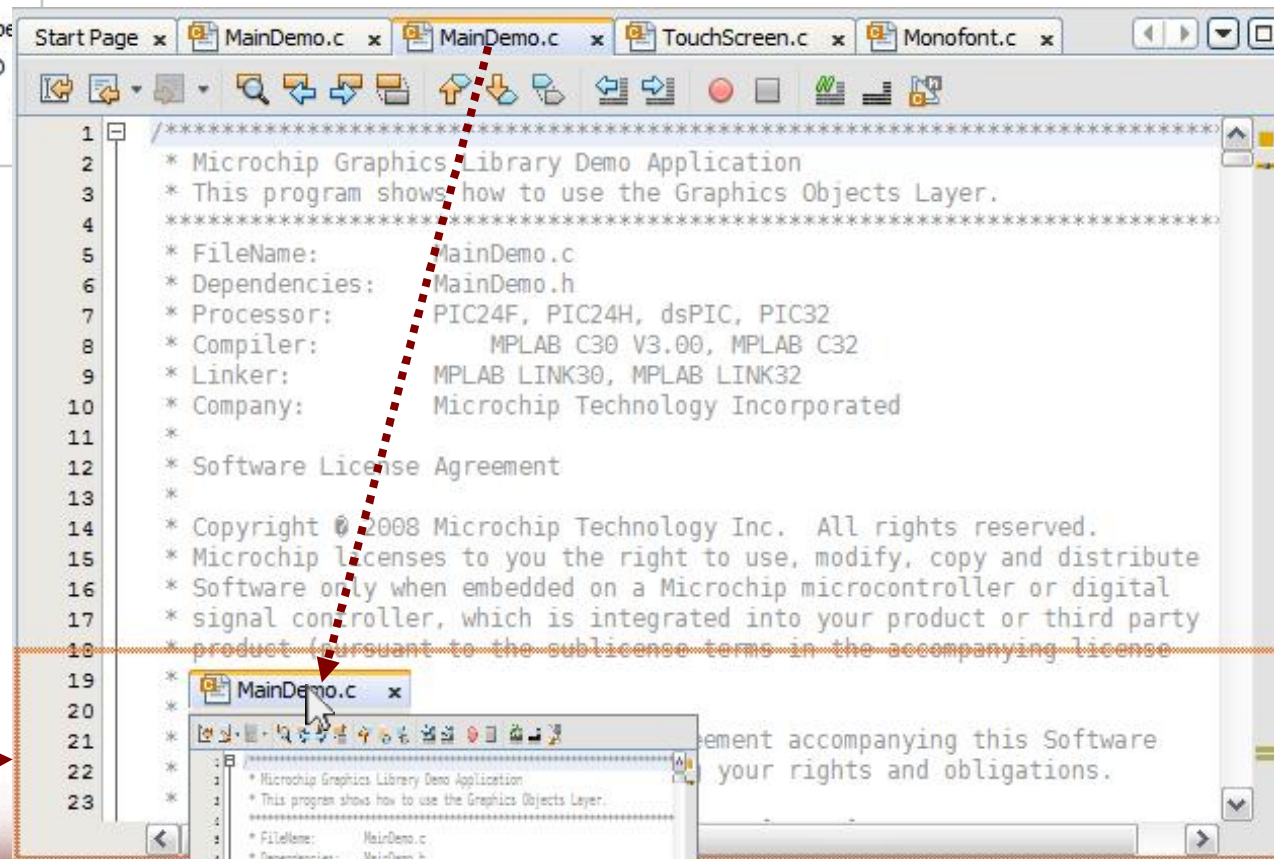 Start Page x MainDemo.c x MainDemo.c x TouchScreen.c x Monofont.c x
1 /**************************************************************************
2 * Microchip Graphics Library Demo Application
3 * This program shows how to use the Graphics Objects Layer.
4 **************************************************************************
5 * FileName: MainDemo.c
6 * Dependencies: MainDemo.h
7 * Processor: PIC24F, PIC24H, dsPIC, PIC32
8 * Compiler: MPLAB C30 V3.00, MPLAB C32
9 * Linker: MPLAB LINK30, MPLAB LINK32
10 * Company: Microchip Technology Incorporated
11 *
12 * Software License Agreement
13 *
14 * Copyright � 2008 Microchip Technology Inc. All rights reserved.
15 * Microchip licenses to you the right to use, modify, copy and distribute
16 * Software only when embedded on a Microchip microcontroller or digital
17 * signal controller, which is integrated into your product or third party
18 * product (pursuant to the sublicense terms in the accompanying license
19 *
20 *
21 * accompanying this Software
22 * your rights and obligations.
23 *
MainDemo.c x
/**************************************************************************
* Microchip Graphics Library Demo Application
* This program shows how to use the Graphics Objects Layer.
**************************************************************************
* FileName: MainDemo.c
* Dependencies: MainDemo.h